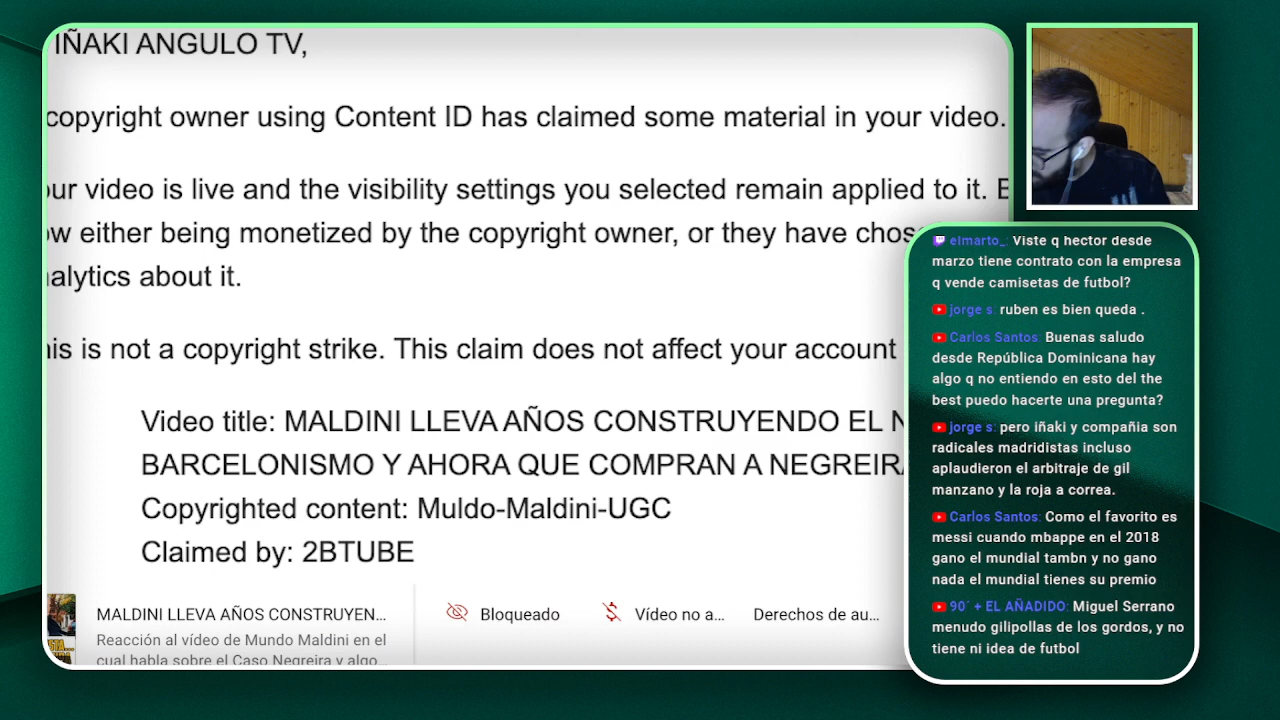 IÑAKI ANGULO TV,
copyright owner using Content ID has claimed some material in your video.
our video is live and the visibility settings you selected remain applied to it.
either being monetized by the copyright owner, or they have
analytics about it.
his is not a copyright strike. This claim does not affect your account
Video title: MALDINI LLEVA AÑOS CONSTRUYENDO EL
BARCELONISMO Y AHORA QUE COMPRAN A NEGREIRA
Copyrighted content: Muldo-Maldini-UGC
Claimed by: 2BTUBE
MALDINI LLEVA AÑOS CONSTRUYEN...
Reacción al vídeo de Mundo Maldini en el
cual habla sobre el Caso Negreira y algo...
Bloqueado
Vídeo no a...
Derechos de au...
elmarto_: Viste q hector desde
marzo tiene contrato con la empresa
q vende camisetas de futbol?
jorge s: ruben es bien queda .
Carlos Santos: Buenas saludo
desde República Dominicana hay
algo q no entiendo en esto del the
best puedo hacerte una pregunta?
jorge s: pero iñaki y compañia son
radicales madridistas incluso
aplaudieron el arbitraje de gil
manzano y la roja a correa.
Carlos Santos: Como el favorito es
messi cuando mbappe en el 2018
gano el mundial tambn y no gano
nada el mundial tienes su premio
90´ + EL AÑADIDO: Miguel Serrano
menudo gilipollas de los gordos, y no
tiene ni idea de futbol